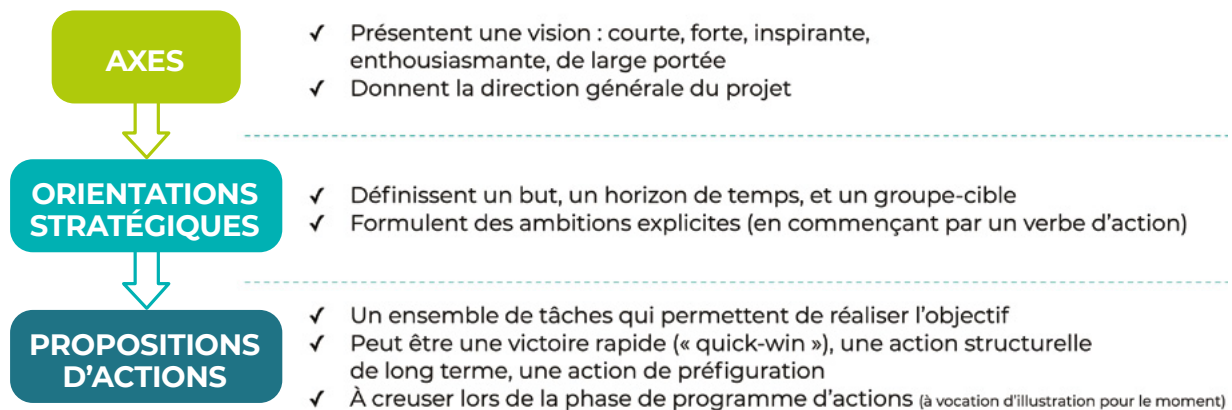 AXES
✓ Présentent une vision : courte, forte, inspirante,
enthousiasmante, de large portée
✓ Donnent la direction générale du projet
ORIENTATIONS
STRATÉGIQUES
✓ Définissent un but, un horizon de temps, et un groupe-cible
✓ Formulent des ambitions explicites (en commençant par un verbe d'action)
PROPOSITIONS
D'ACTIONS
✓ Un ensemble de tâches qui permettent de réaliser l'objectif
✓ Peut être une victoire rapide (« quick-win »), une action structurelle
de long terme, une action de préfiguration
✓ À creuser lors de la phase de programme d'actions (à vocation d'illustration pour le moment)